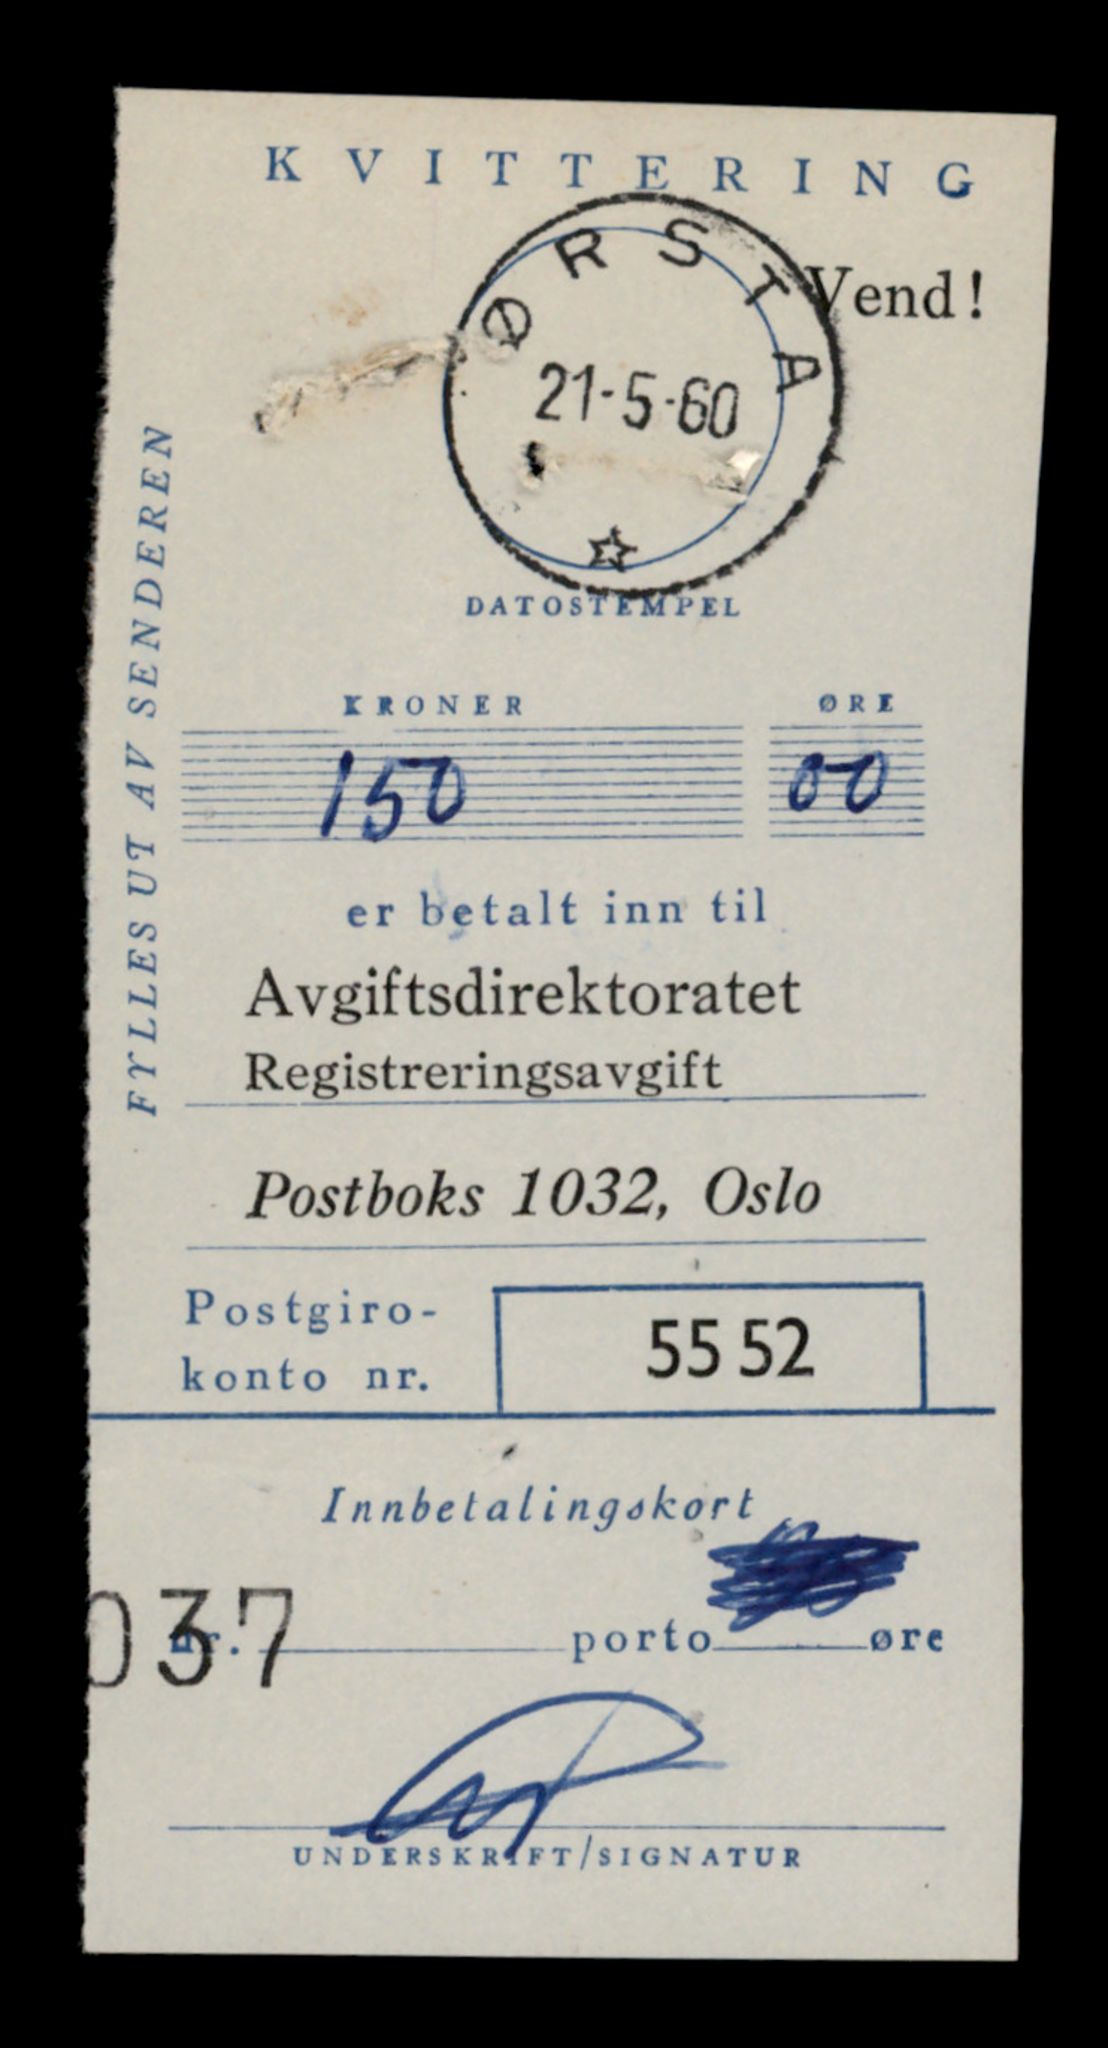 KVITTERING
ØRSTA
Vend!
21-5-60
DATOSTEMPEL
FYLLES UT AV SENDEREN
KRONER ØRE
150 00
er betalt inn til
Avgiftsdirektoratet
Registreringsavgift
Postboks 1032, Oslo
Postgiro-
konto nr. 55 52
Innbetalingskort
037
nr. porto øre
UNDERSKRIFT/SIGNATUR